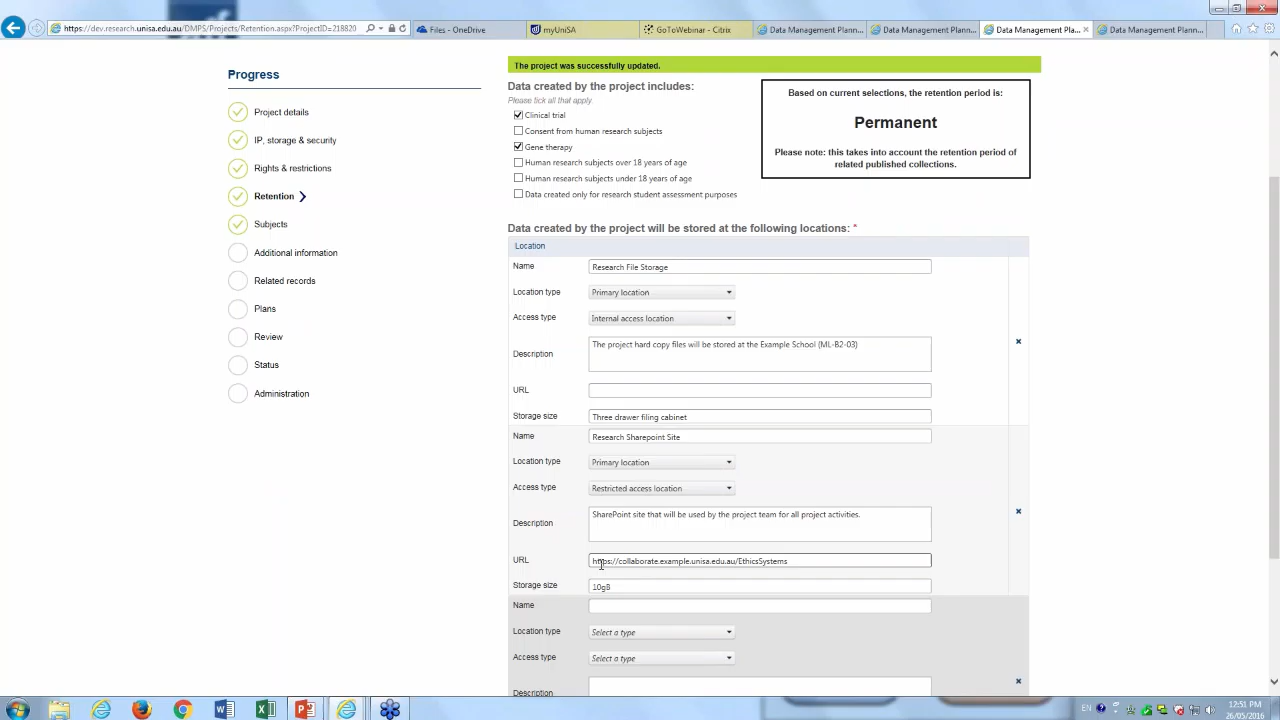 https://dev.research.unisa.edu.au/DMPS/Projects/Retention.aspx?ProjectID=218820
Files - OneDrive
myUniSA
GoToWebinar - Citrix
Data Management Plann...
Data Management Plann...
Data Management Pl...
Data Management Plann...
The project was successfully updated.
Progress
Project details
IP, storage & security
Rights & restrictions
Retention
Subjects
Additional information
Related records
Plans
Review
Status
Administration
Data created by the project includes:
Please tick all that apply
Clinical trial
Consent from human research subjects
Gene therapy
Human research subjects over 18 years of age
Human research subjects under 18 years of age
Data created only for research student assessment purposes
Based on current selections, the retention period is:
Permanent
Please note: this takes into account the retention period of
related published collections.
Data created by the project will be stored at the following locations: *
Location
Name Research File Storage
Location type Primary location
Access type Internal access location
Description The project hard copy files will be stored at the Example School (ML-B2-03)
URL
Storage size Three drawer filing cabinet
Name Research Sharepoint Site
Location type Primary location
Access type Restricted access location
Description SharePoint site that will be used by the project team for all project activities.
URL https://collaborate.example.unisa.edu.au/EthicsSystems
Storage size 10gB
Name
Location type Select a type
Access type Select a type
Description
EN
12:51 PM
26/05/2016